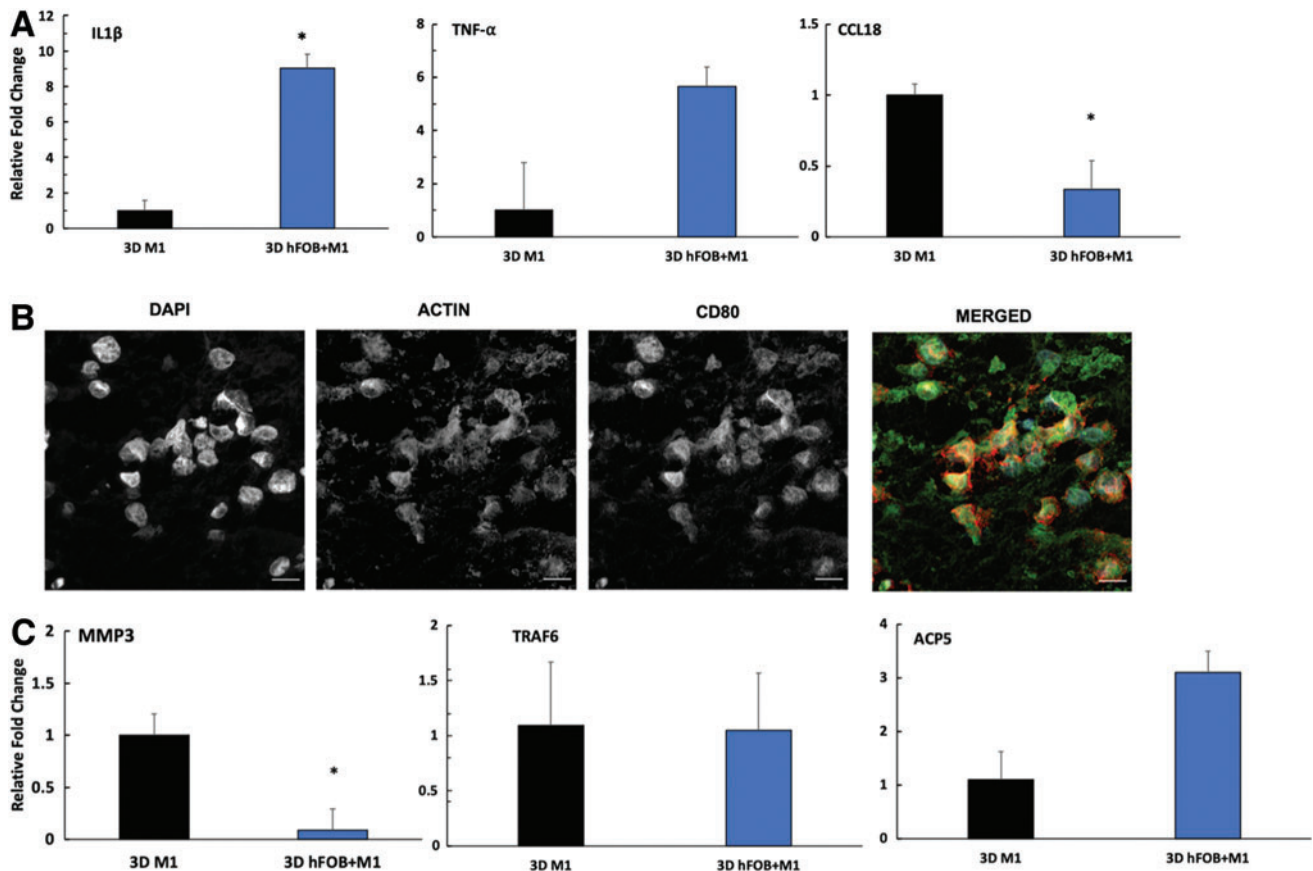 A
IL1β
*
Relative Fold Change
12
10
8
6
4
2
0
3D M1
3D hFOB+M1
TNF-α
8
6
4
2
0
3D M1
3D hFOB+M1
CCL18
*
1.5
1
0.5
0
3D M1
3D hFOB+M1
B
DAPI
ACTIN
CD80
MERGED
C
MMP3
*
Relative Fold Change
2
1.5
1
0.5
0
3D M1
3D hFOB+M1
TRAF6
2
1.5
1
0.5
0
3D M1
3D hFOB+M1
ACP5
4
3
2
1
0
3D M1
3D hFOB+M1